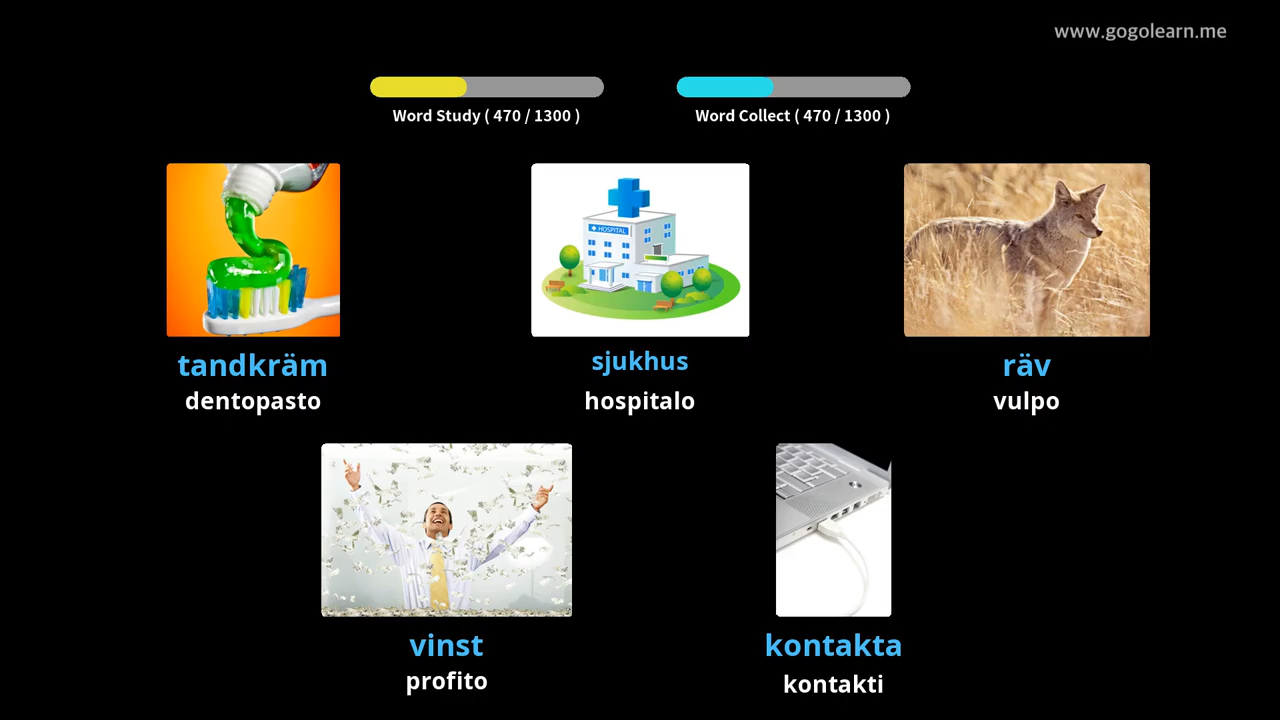 www.gogolearn.me
Word Study ( 470 / 1300 )
Word Collect ( 470 / 1300 )
HOSPITAL
tandkräm
dentopasto
sjukhus
hospitalo
räv
vulpo
vinst
profito
kontakta
kontakti